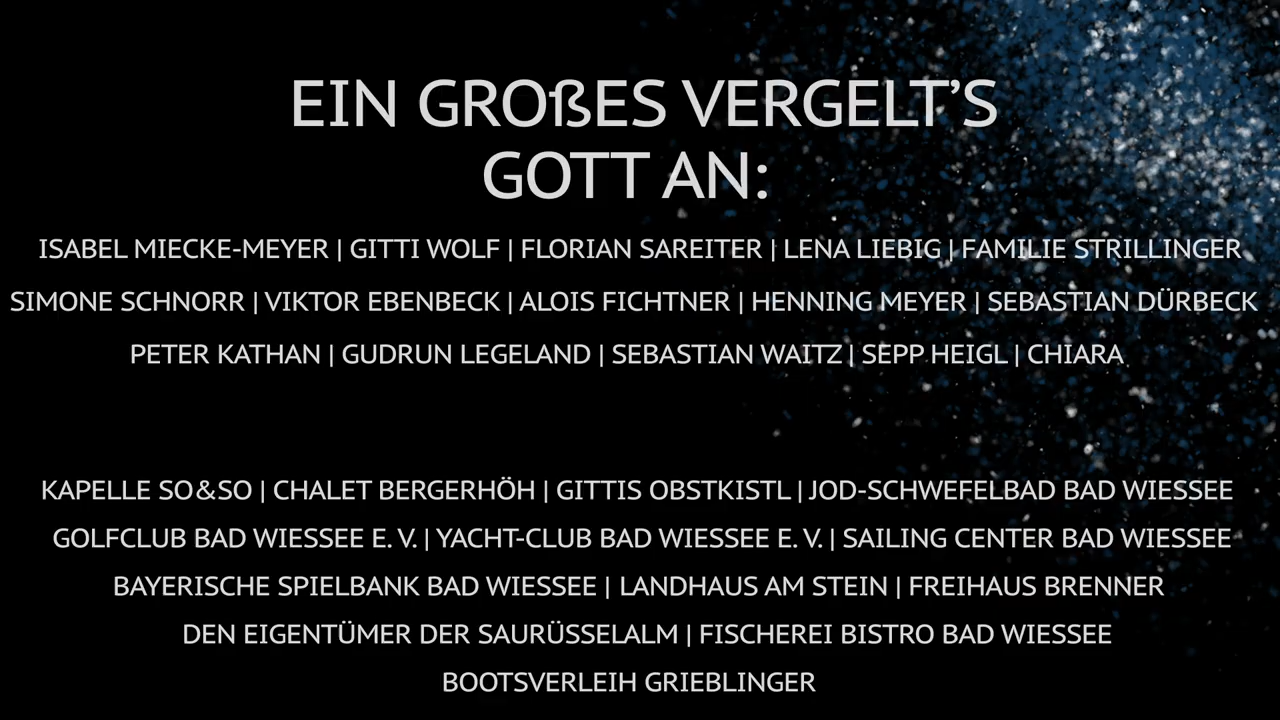 EIN GROßES VERGELT’S
GOTT AN:
ISABEL MIECKE-MEYER | GITTI WOLF | FLORIAN SAREITER | LENA LIEBIG | FAMILIE STRILLINGER
SIMONE SCHNORR | VIKTOR EBENBECK | ALOIS FICHTNER | HENNING MEYER | SEBASTIAN DÜRBECK
PETER KATHAN | GUDRUN LEGELAND | SEBASTIAN WAITZ | SEPP HEIGL | CHIARA
KAPELLE SO&SO | CHALET BERGERHÖH | GITTIS OBSTKISTL | JOD-SCHWEFELBAD BAD WIESSEE
GOLFCLUB BAD WIESSEE E. V. | YACHT-CLUB BAD WIESSEE E. V. | SAILING CENTER BAD WIESSEE
BAYERISCHE SPIELBANK BAD WIESSEE | LANDHAUS AM STEIN | FREIHAUS BRENNER
DEN EIGENTÜMER DER SAURÜSSELALM | FISCHEREI BISTRO BAD WIESSEE
BOOTSVERLEIH GRIEBLINGER